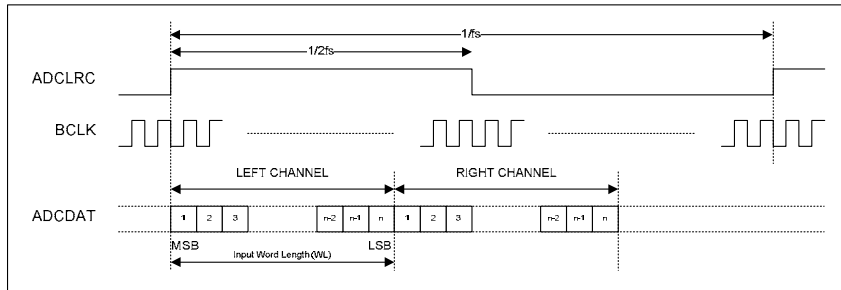 1/fs
1/2fs
ADCLRC
BCLK
LEFT CHANNEL RIGHT CHANNEL
ADCDAT 1 2 3 n-2 n-1 n 1 2 3 n-2 n-1 n
MSB LSB
Input Word Length(WL)